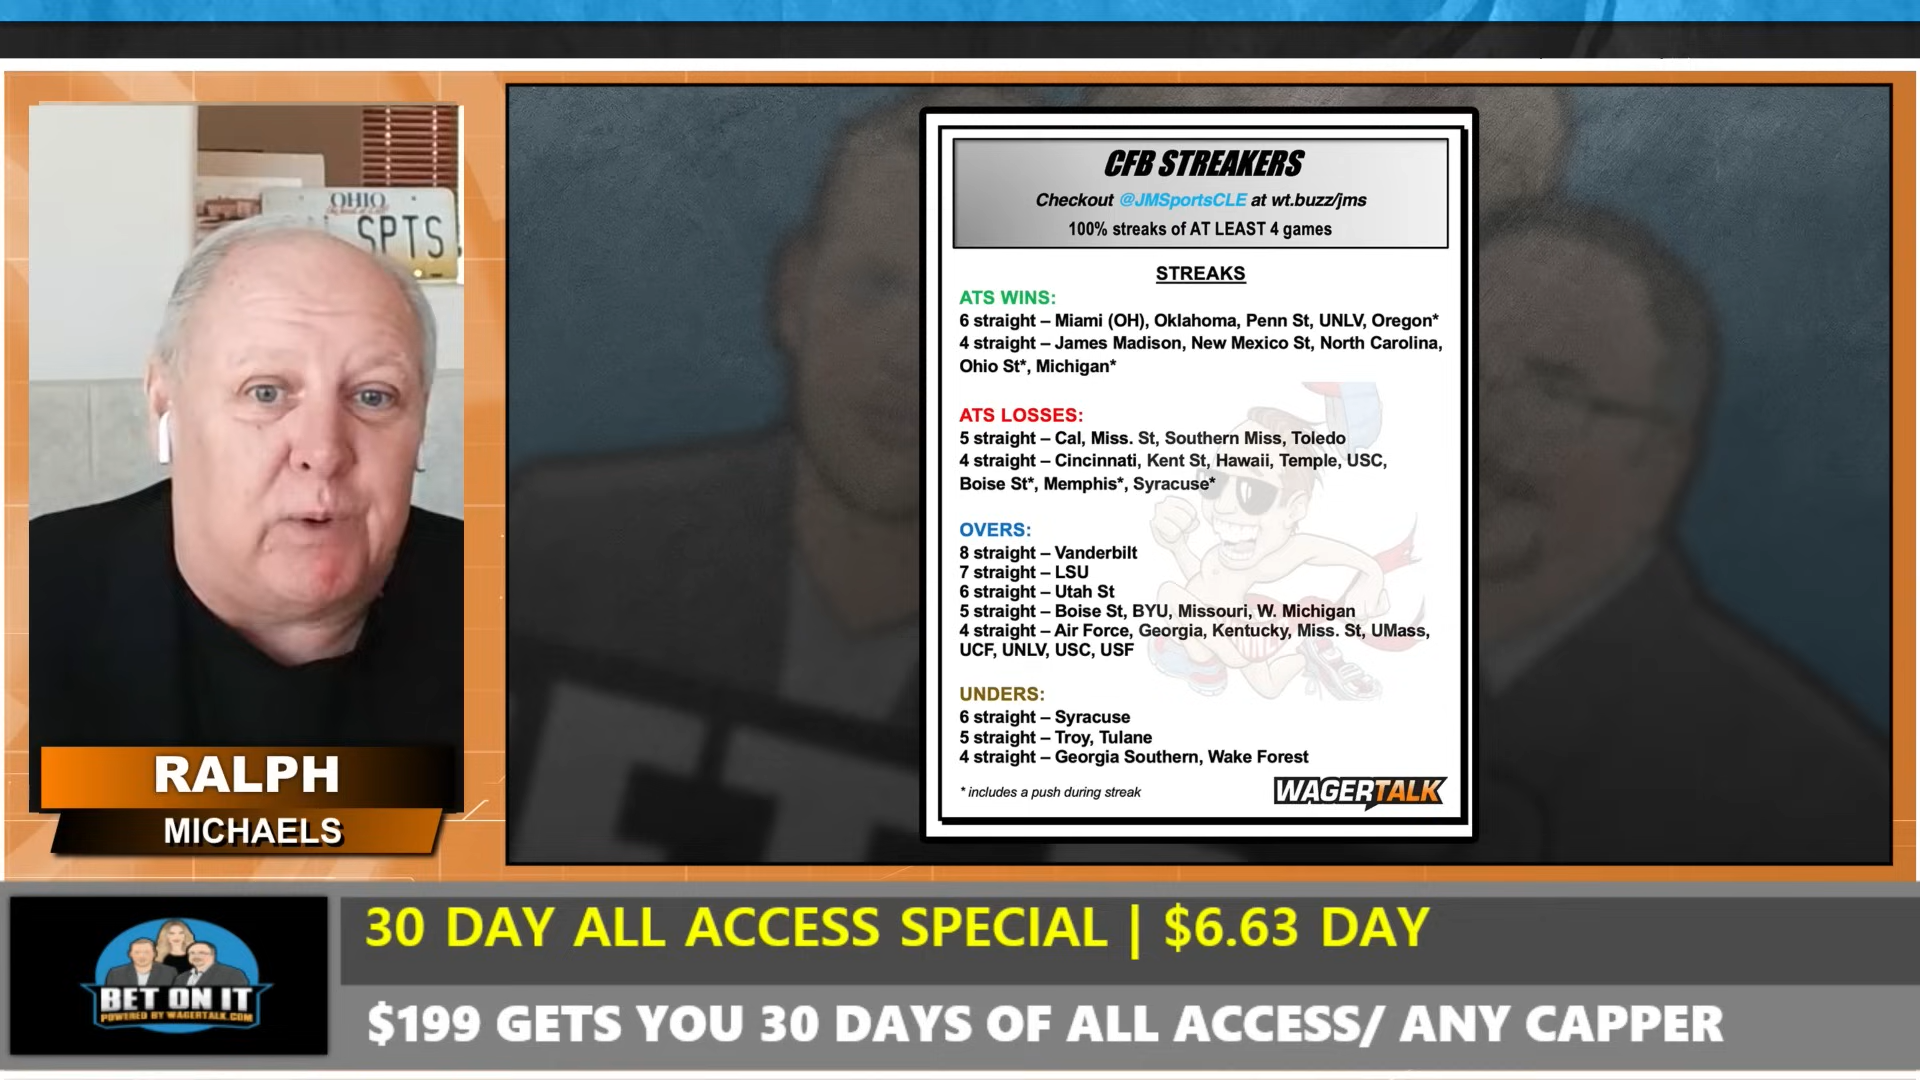 OHIO
SPTS
RALPH
MICHAELS
CFB STREAKERS
Checkout @JMSportsCLE at wt.buzz/jms
100% streaks of AT LEAST 4 games
STREAKS
ATS WINS:
6 straight – Miami (OH), Oklahoma, Penn St, UNLV, Oregon*
4 straight – James Madison, New Mexico St, North Carolina,
Ohio St*, Michigan*
ATS LOSSES:
5 straight – Cal, Miss. St, Southern Miss, Toledo
4 straight – Cincinnati, Kent St, Hawaii, Temple, USC,
Boise St*, Memphis*, Syracuse*
OVERS:
8 straight – Vanderbilt
7 straight – LSU
6 straight – Utah St
5 straight – Boise St, BYU, Missouri, W. Michigan
4 straight – Air Force, Georgia, Kentucky, Miss. St, UMass,
UCF, UNLV, USC, USF
UNDERS:
6 straight – Syracuse
5 straight – Troy, Tulane
4 straight – Georgia Southern, Wake Forest
* includes a push during streak
WAGERTALK
BET ON IT
POWERED BY WAGERTALK.COM
30 DAY ALL ACCESS SPECIAL | $6.63 DAY
$199 GETS YOU 30 DAYS OF ALL ACCESS/ ANY CAPPER